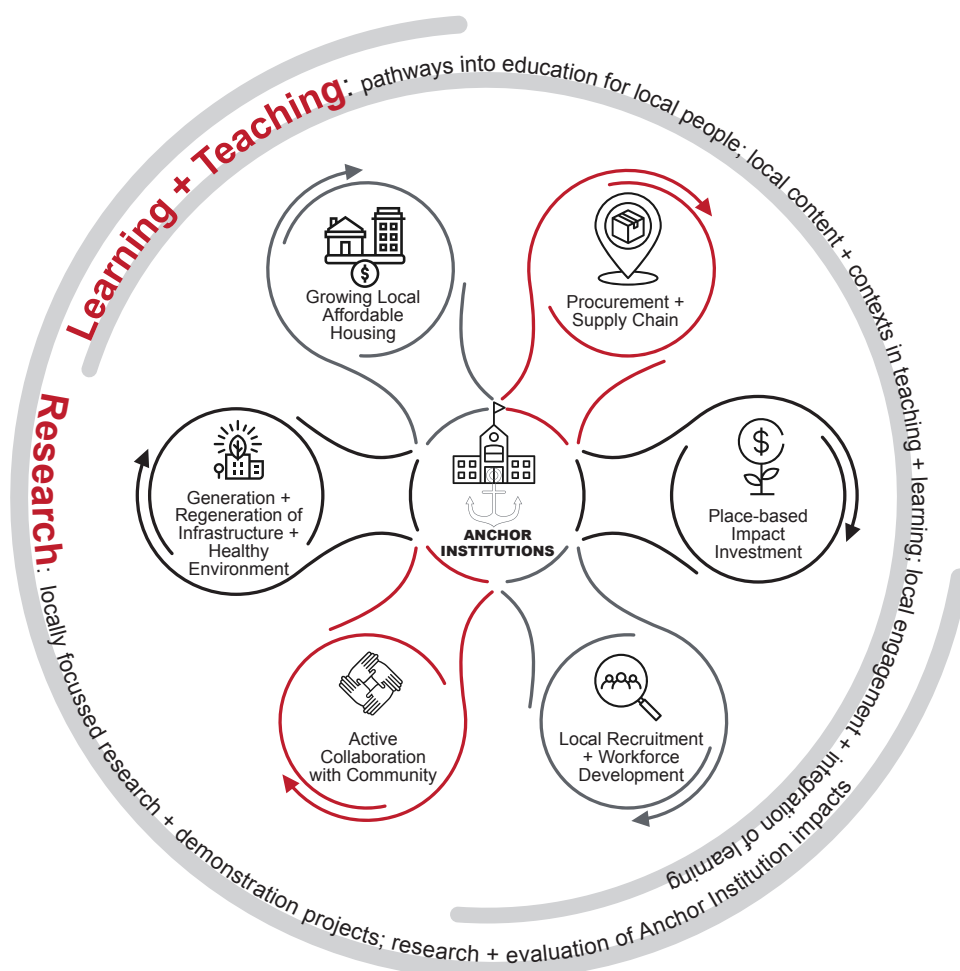 Learning + Teaching: pathways into education for local people; local content + contexts in teaching + learning; local engagement + integration of learning
Research: locally focussed research + demonstration projects; research + evaluation of Anchor Institution impacts
Growing Local
Affordable
Housing
$
Procurement +
Supply Chain
Generation +
Regeneration of
Infrastructure +
Healthy
Environment
ANCHOR
INSTITUTIONS
$
Place-based
Impact
Investment
Active
Collaboration
with Community
Local Recruitment
+ Workforce
Development